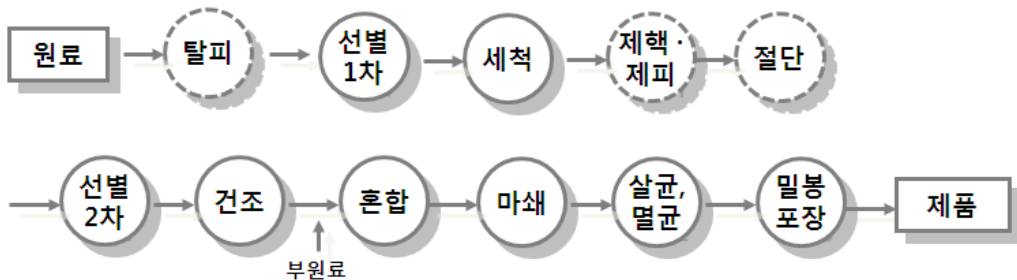 원료
탈피
선별
1차
세척
제핵·
제피
절단
선별
2차
건조
혼합
마쇄
살균,
멸균
밀봉
포장
제품
부원료